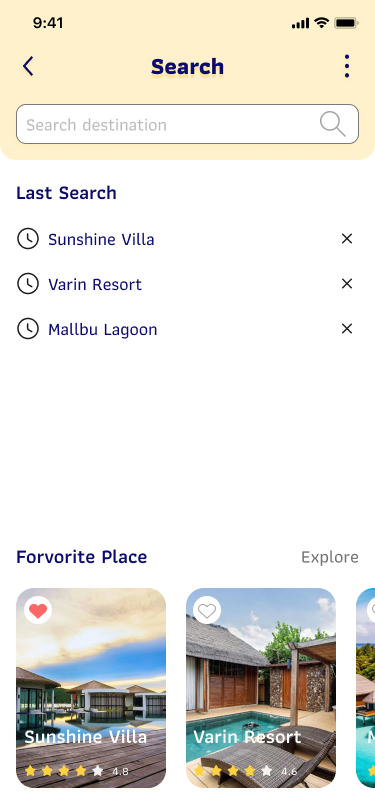 9:41
Search
Search destination
Last Search
Sunshine Villa
Varin Resort
Mallbu Lagoon
Forvorite Place
Explore
Sunshine Villa
4.8
Varin Resort
4.6